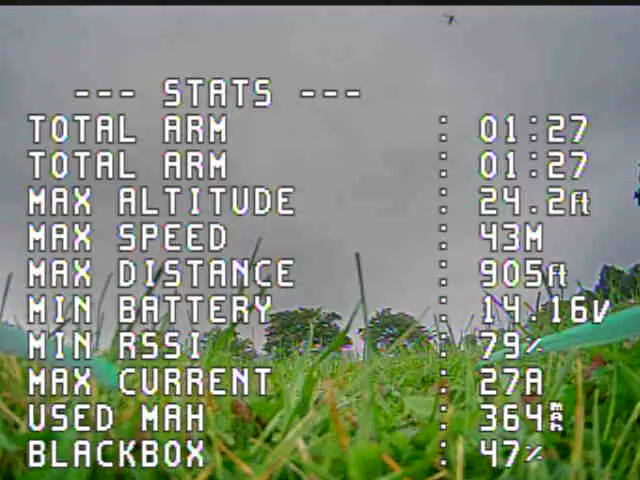 --- STATS ---
TOTAL ARM : 01:27
TOTAL ARM : 01:27
MAX ALTITUDE : 24.2ft
MAX SPEED : 43M
MAX DISTANCE : 905ft
MIN BATTERY : 14.16V
MIN RSSI : 79%
MAX CURRENT : 27A
USED MAH : 364mAh
BLACKBOX : 47%